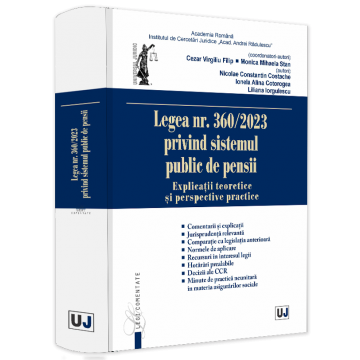 Academia Română
Institutul de Cercetări Juridice „Acad. Andrei Rădulescu”
(coordonatori-autori)
Cezar Virgiliu Filip • Monica Mihaela Stan
(autori)
Nicolae Constantin Costache
Ionela Alina Cotorogea
Liliana Iorgulescu
Legea nr. 360/2023
privind sistemul
public de pensii
Explicații teoretice
și perspective practice
• Comentarii și explicații
• Jurisprudență relevantă
• Comparație cu legislația anterioară
• Normele de aplicare
• Recursuri în interesul legii
• Hotărâri prealabile
• Decizii ale CCR
• Minute de practică neunitară
în materia asigurărilor sociale
LEGI COMENTATE
UJ
Legea nr. 360/2023
privind sistemul
public de pensii
UJ